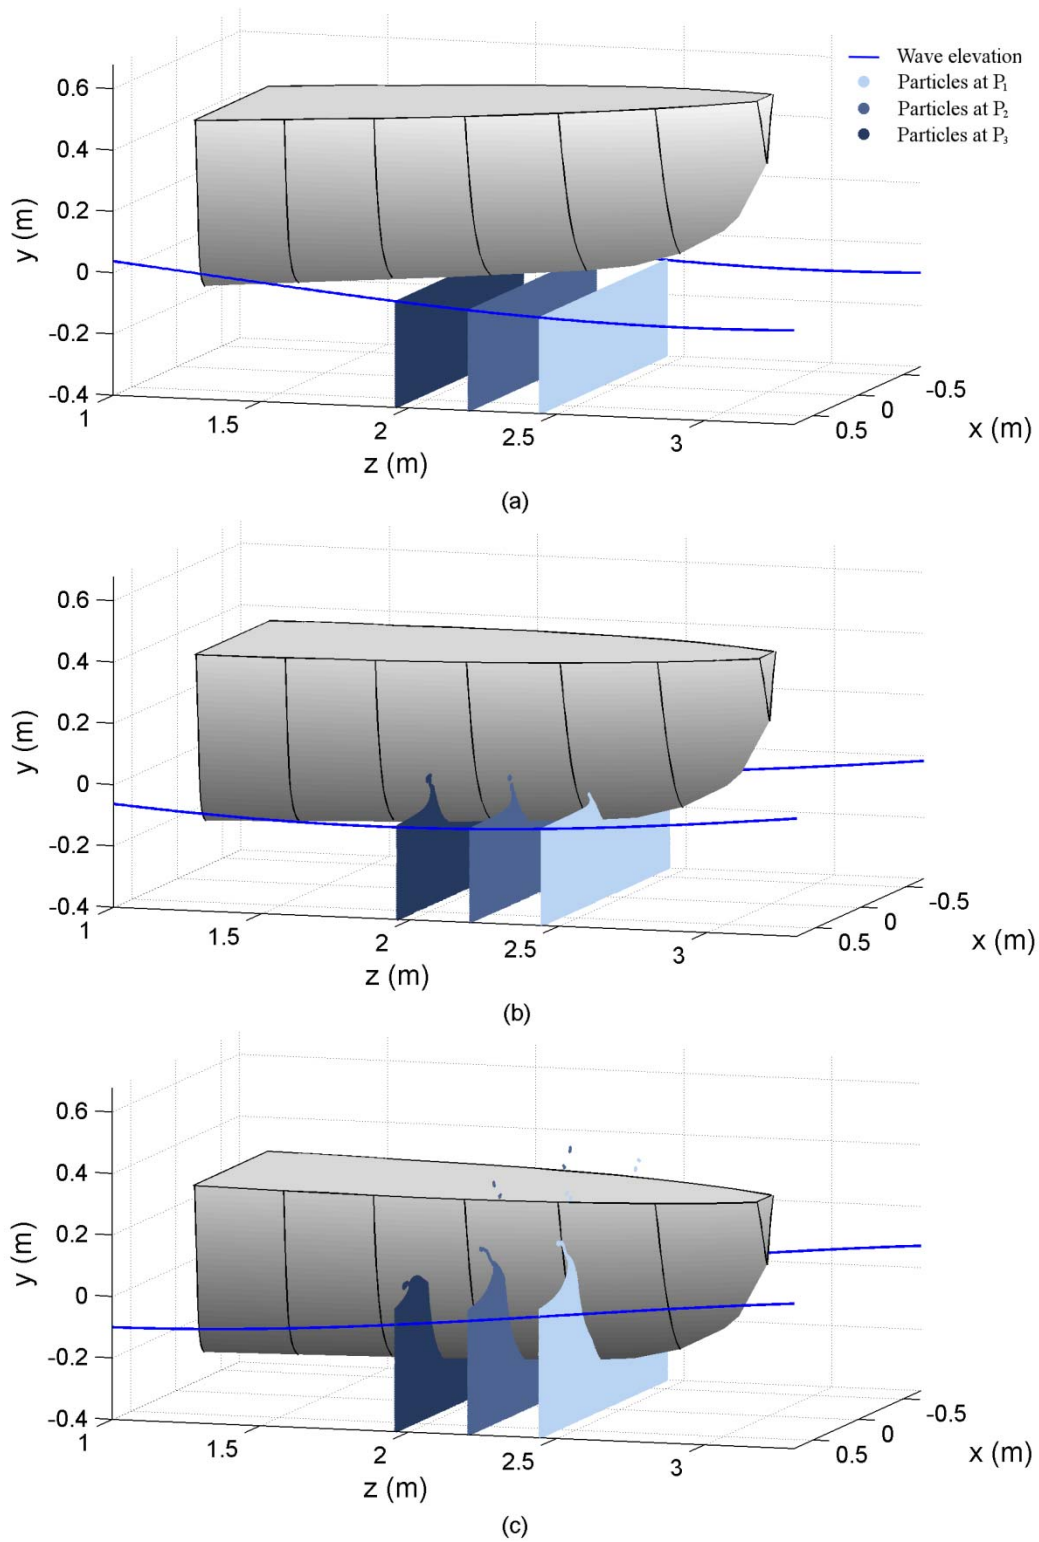 Wave elevation
Particles at P₁
Particles at P₂
Particles at P₃
0.6
0.4
0.2
0
-0.2
-0.4
y (m)
1
1.5
2
2.5
3
z (m)
0.5
0
-0.5
x (m)
(a)
0.6
0.4
0.2
0
-0.2
-0.4
y (m)
1
1.5
2
2.5
3
z (m)
0.5
0
-0.5
x (m)
(b)
0.6
0.4
0.2
0
-0.2
-0.4
y (m)
1
1.5
2
2.5
3
z (m)
0.5
0
-0.5
x (m)
(c)